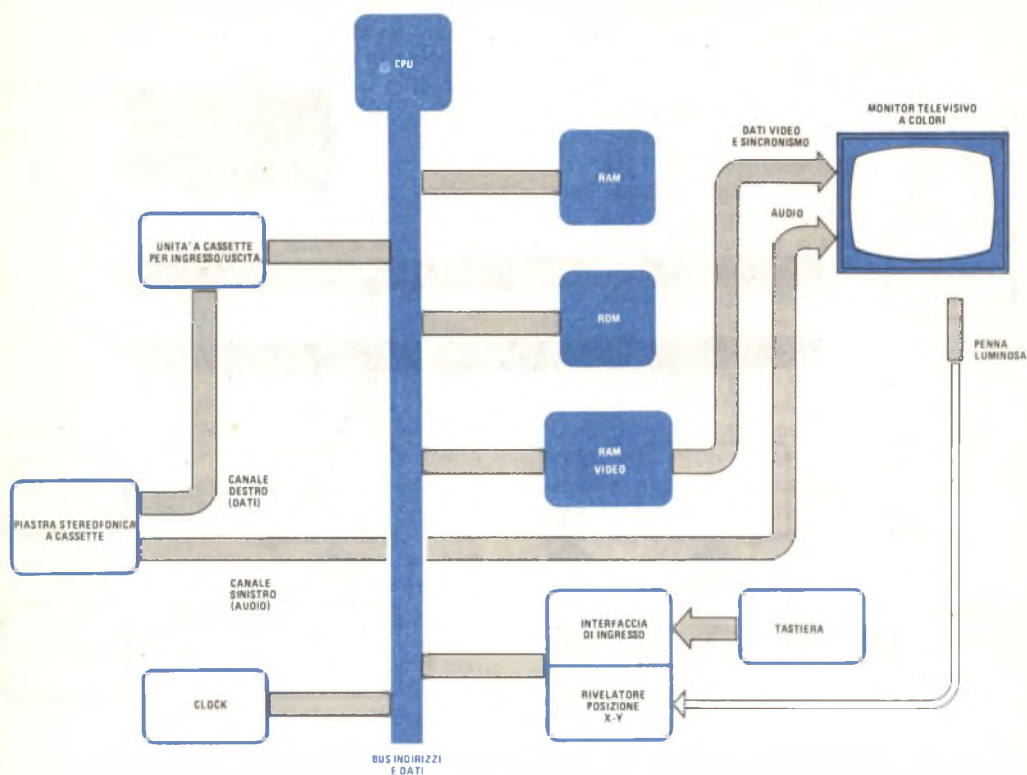 CPU
MONITOR TELEVISIVO
A COLORI
DATI VIDEO
E SINCRONISMO
RAM
AUDIO
UNITA' A CASSETTE
PER INGRESSO/USCITA
ROM
PENNA
LUMINOSA
RAM
VIDEO
CANALE
DESTRO
(DATI)
PIASTRA STEREOFONICA
A CASSETTE
CANALE
SINISTRO
(AUDIO)
INTERFACCIA
DI INGRESSO
TASTIERA
RIVELATORE
POSIZIONE
X-Y
CLOCK
BUS INDIRIZZI
E DATI